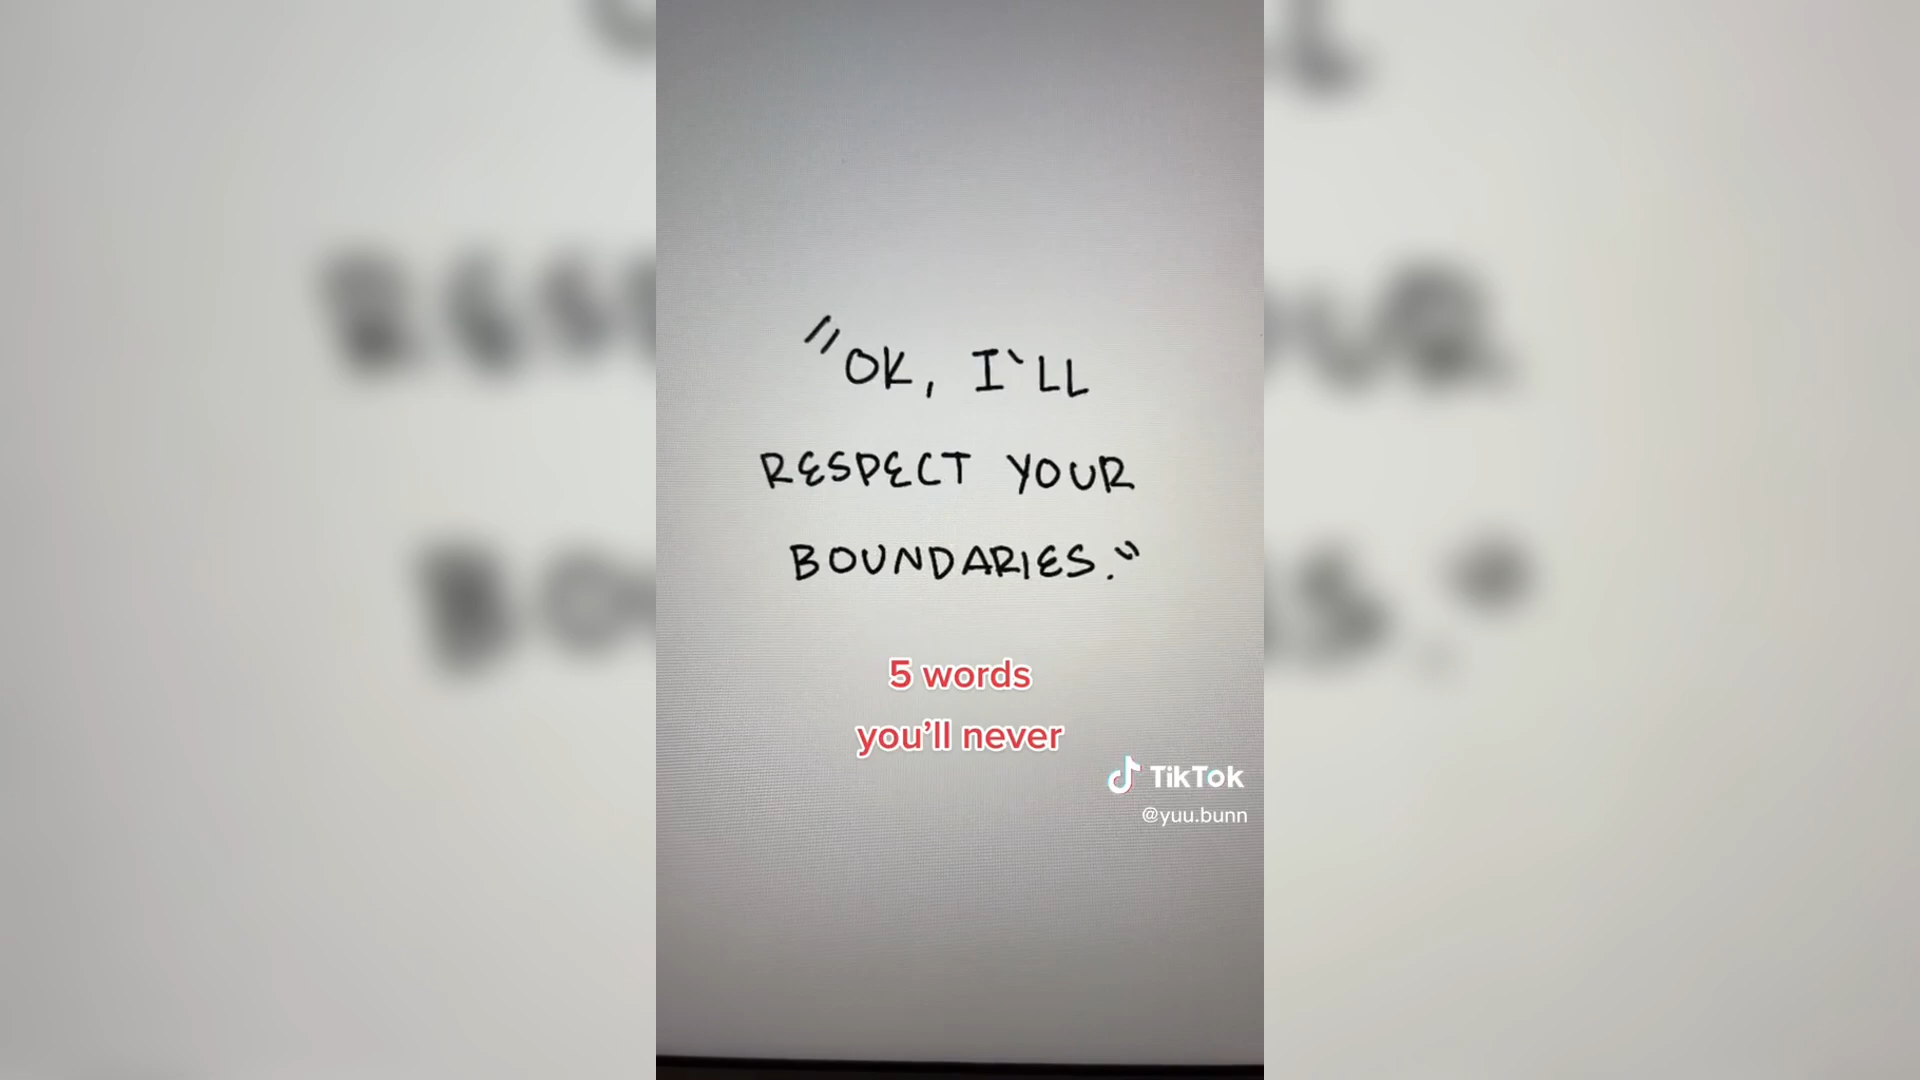 "OK, I`LL
RESPECT YOUR
BOUNDARIES."
5 words
you'll never
TikTok
@yuu.bunn